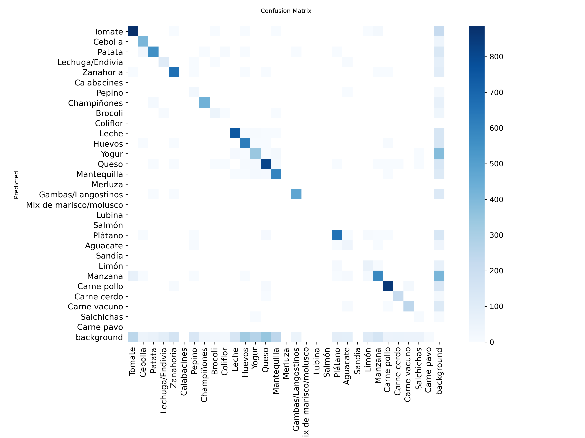 Confusion Matrix
Predicted
Tomate
Cebolla
Patata
Lechuga/Endivia
Zanahoria
Calabacines
Pepino
Champiñones
Brocoli
Coliflor
Leche
Huevos
Yogur
Queso
Mantequilla
Merluza
Gambas/Langostinos
Mix de marisco/molusco
Lubina
Salmón
Plátano
Aguacate
Sandía
Limón
Manzana
Carne pollo
Carne cerdo
Carne vacuno
Salchichas
Carne pavo
background
Tomate
Cebolla
Patata
Lechuga/Endivia
Zanahoria
Calabacines
Pepino
Champiñones
Brocoli
Coliflor
Leche
Huevos
Yogur
Queso
Mantequilla
Merluza
Gambas/Langostinos
ix de marisco/molusco
Lubina
Salmón
Plátano
Aguacate
Sandía
Limón
Manzana
Carne pollo
Carne cerdo
Carne vacuno
Salchichas
Carne pavo
background
800
700
600
500
400
300
200
100
0